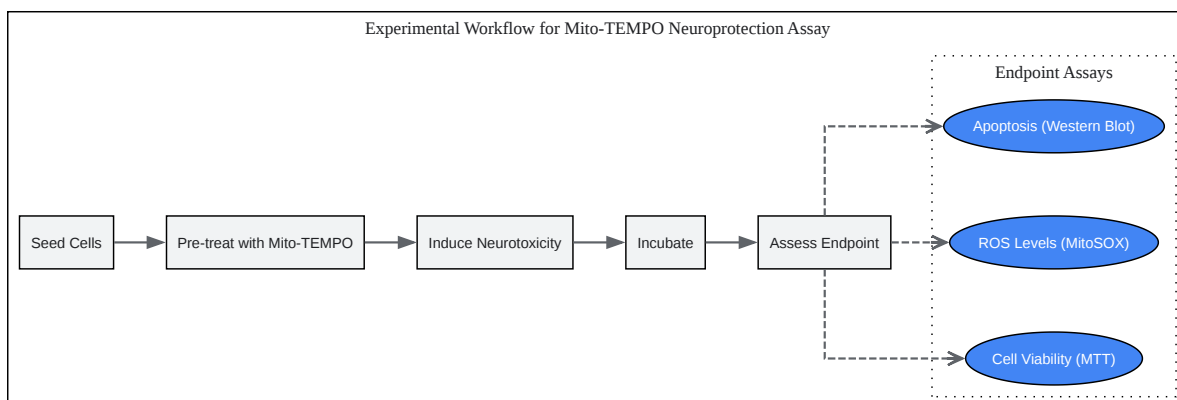 Experimental Workflow for Mito-TEMPO Neuroprotection Assay
Endpoint Assays
Apoptosis (Western Blot)
Seed Cells
Pre-treat with Mito-TEMPO
Induce Neurotoxicity
Incubate
Assess Endpoint
ROS Levels (MitoSOX)
Cell Viability (MTT)